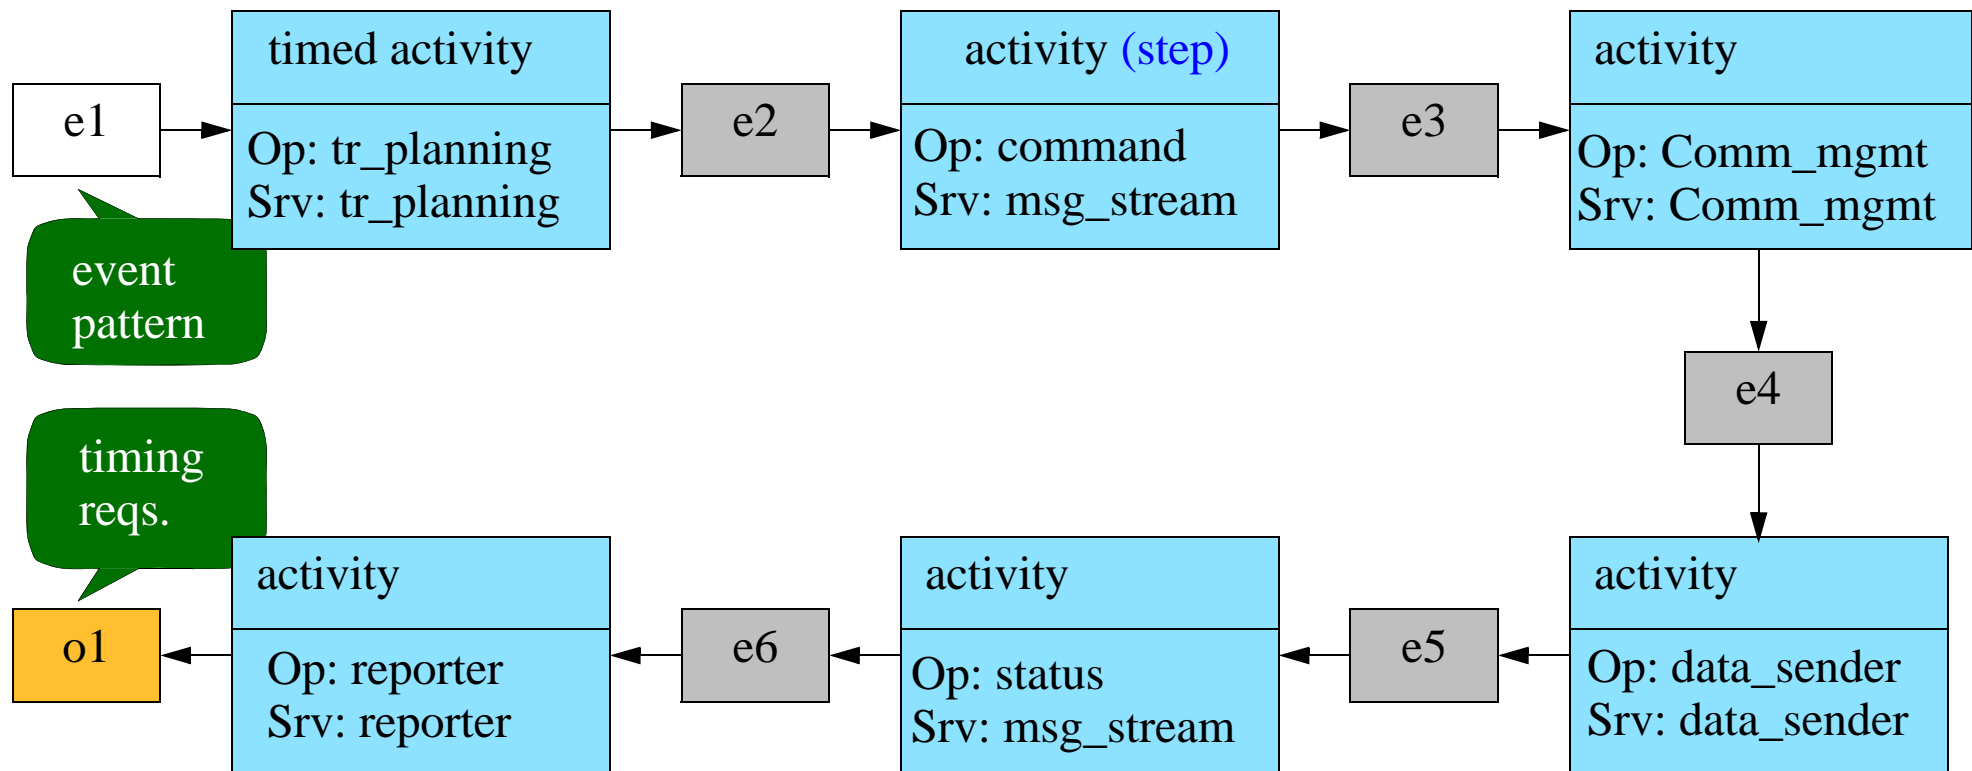 timed activity
activity (step)
activity
e1
e2
e3
Op: tr_planning
Srv: tr_planning
Op: command
Srv: msg_stream
Op: Comm_mgmt
Srv: Comm_mgmt
event
pattern
e4
timing
reqs.
activity
activity
activity
o1
e6
e5
Op: reporter
Srv: reporter
Op: status
Srv: msg_stream
Op: data_sender
Srv: data_sender